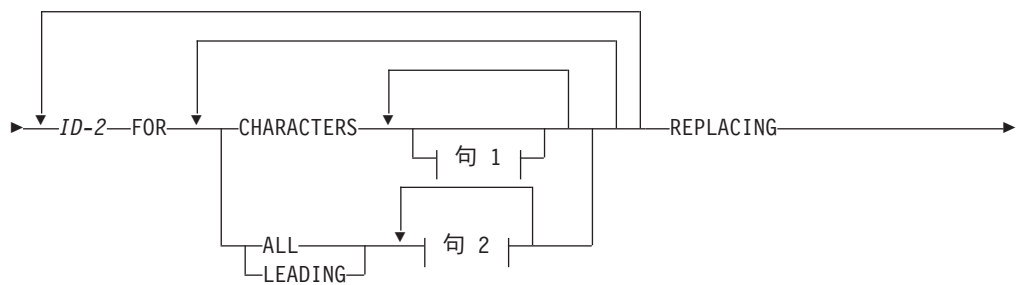 ID-2 FOR CHARACTERS REPLACING
句 1
ALL 句 2
LEADING